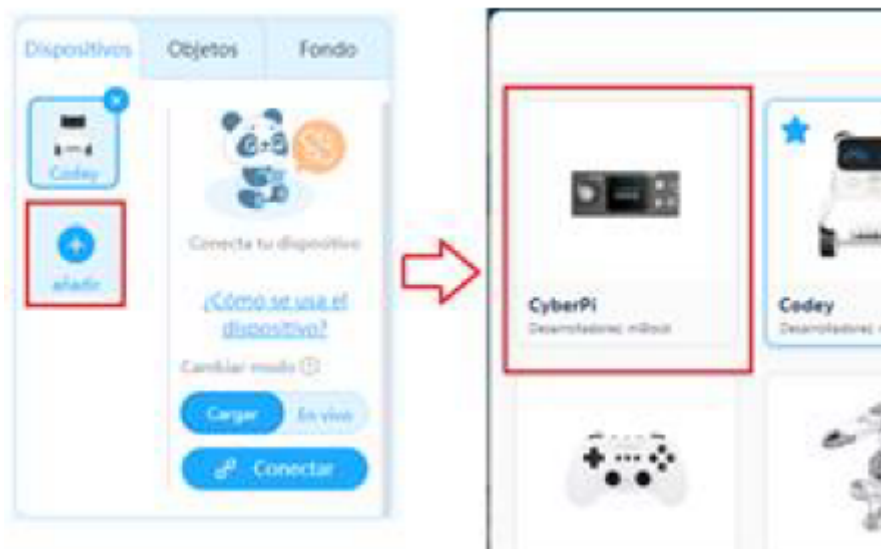 Dispositivos
Objetos
Fondo
Codey
añadir
Conecta tu dispositivo
¿Cómo se usa el
dispositivo?
Cambiar modo
Cargar
En vivo
Conectar
CyberPi
Desarrolladores: mBlock
Codey
Desarrolladores: